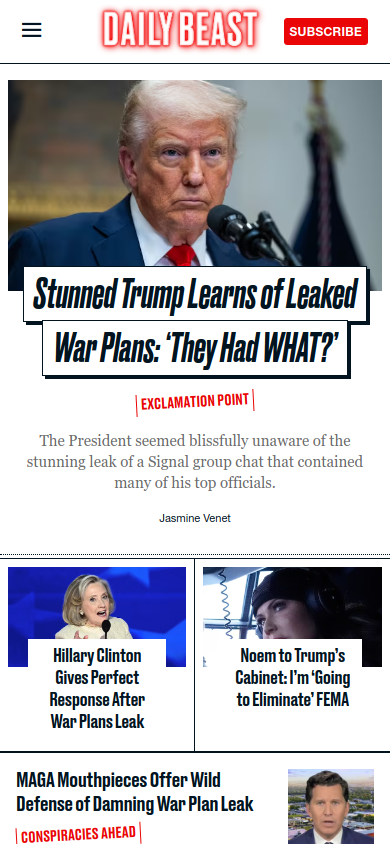 DAILY BEAST
SUBSCRIBE
Stunned Trump Learns of Leaked
War Plans: ‘They Had WHAT?’
EXCLAMATION POINT
The President seemed blissfully unaware of the
stunning leak of a Signal group chat that contained
many of his top officials.
Jasmine Venet
Hillary Clinton
Gives Perfect
Response After
War Plans Leak
Noem to Trump’s
Cabinet: I’m ‘Going
to Eliminate’ FEMA
MAGA Mouthpieces Offer Wild
Defense of Damning War Plan Leak
CONSPIRACIES AHEAD